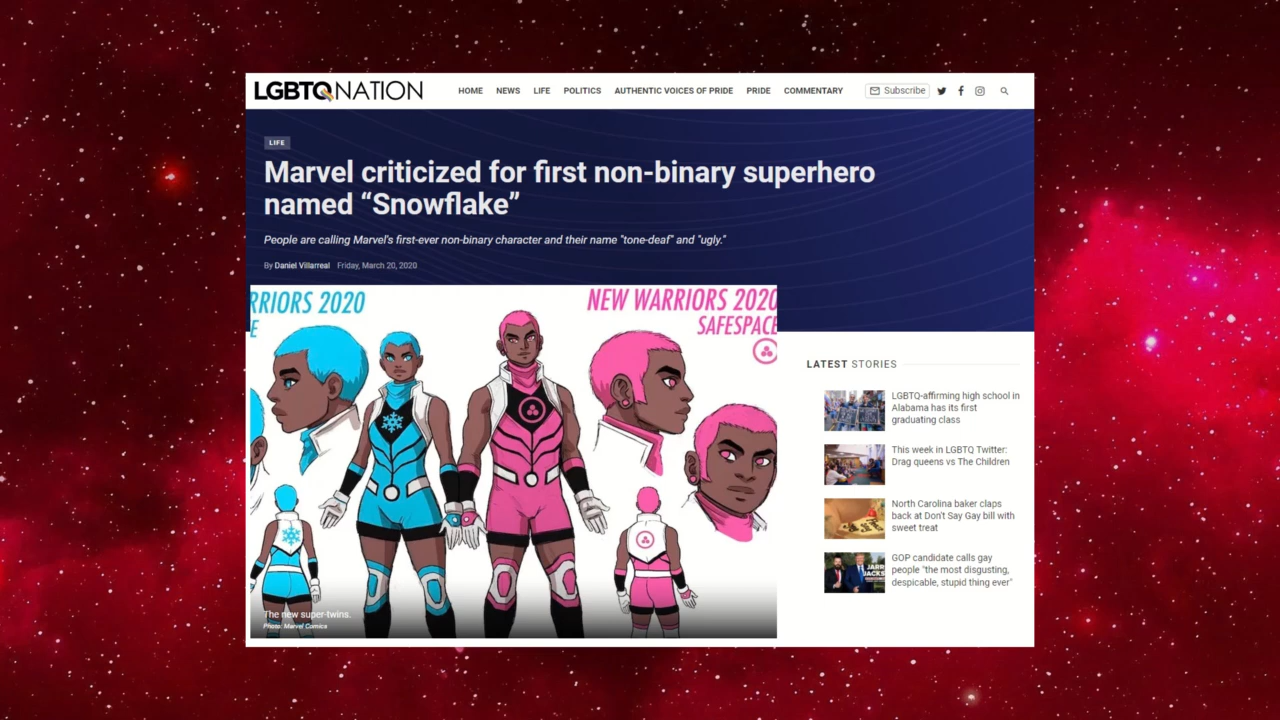 LGBTQNATION
HOME NEWS LIFE POLITICS AUTHENTIC VOICES OF PRIDE PRIDE COMMENTARY Subscribe
LIFE
Marvel criticized for first non-binary superhero
named “Snowflake”
People are calling Marvel's first-ever non-binary character and their name "tone-deaf" and "ugly."
By Daniel Villarreal Friday, March 20, 2020
RRIORS 2020
E
NEW WARRIORS 2020
SAFESPACE
The new super-twins.
Photo: Marvel Comics
LATEST STORIES
LGBTQ-affirming high school in
Alabama has its first
graduating class
This week in LGBTQ Twitter:
Drag queens vs The Children
North Carolina baker claps
back at Don't Say Gay bill with
sweet treat
GOP candidate calls gay
people "the most disgusting,
despicable, stupid thing ever"